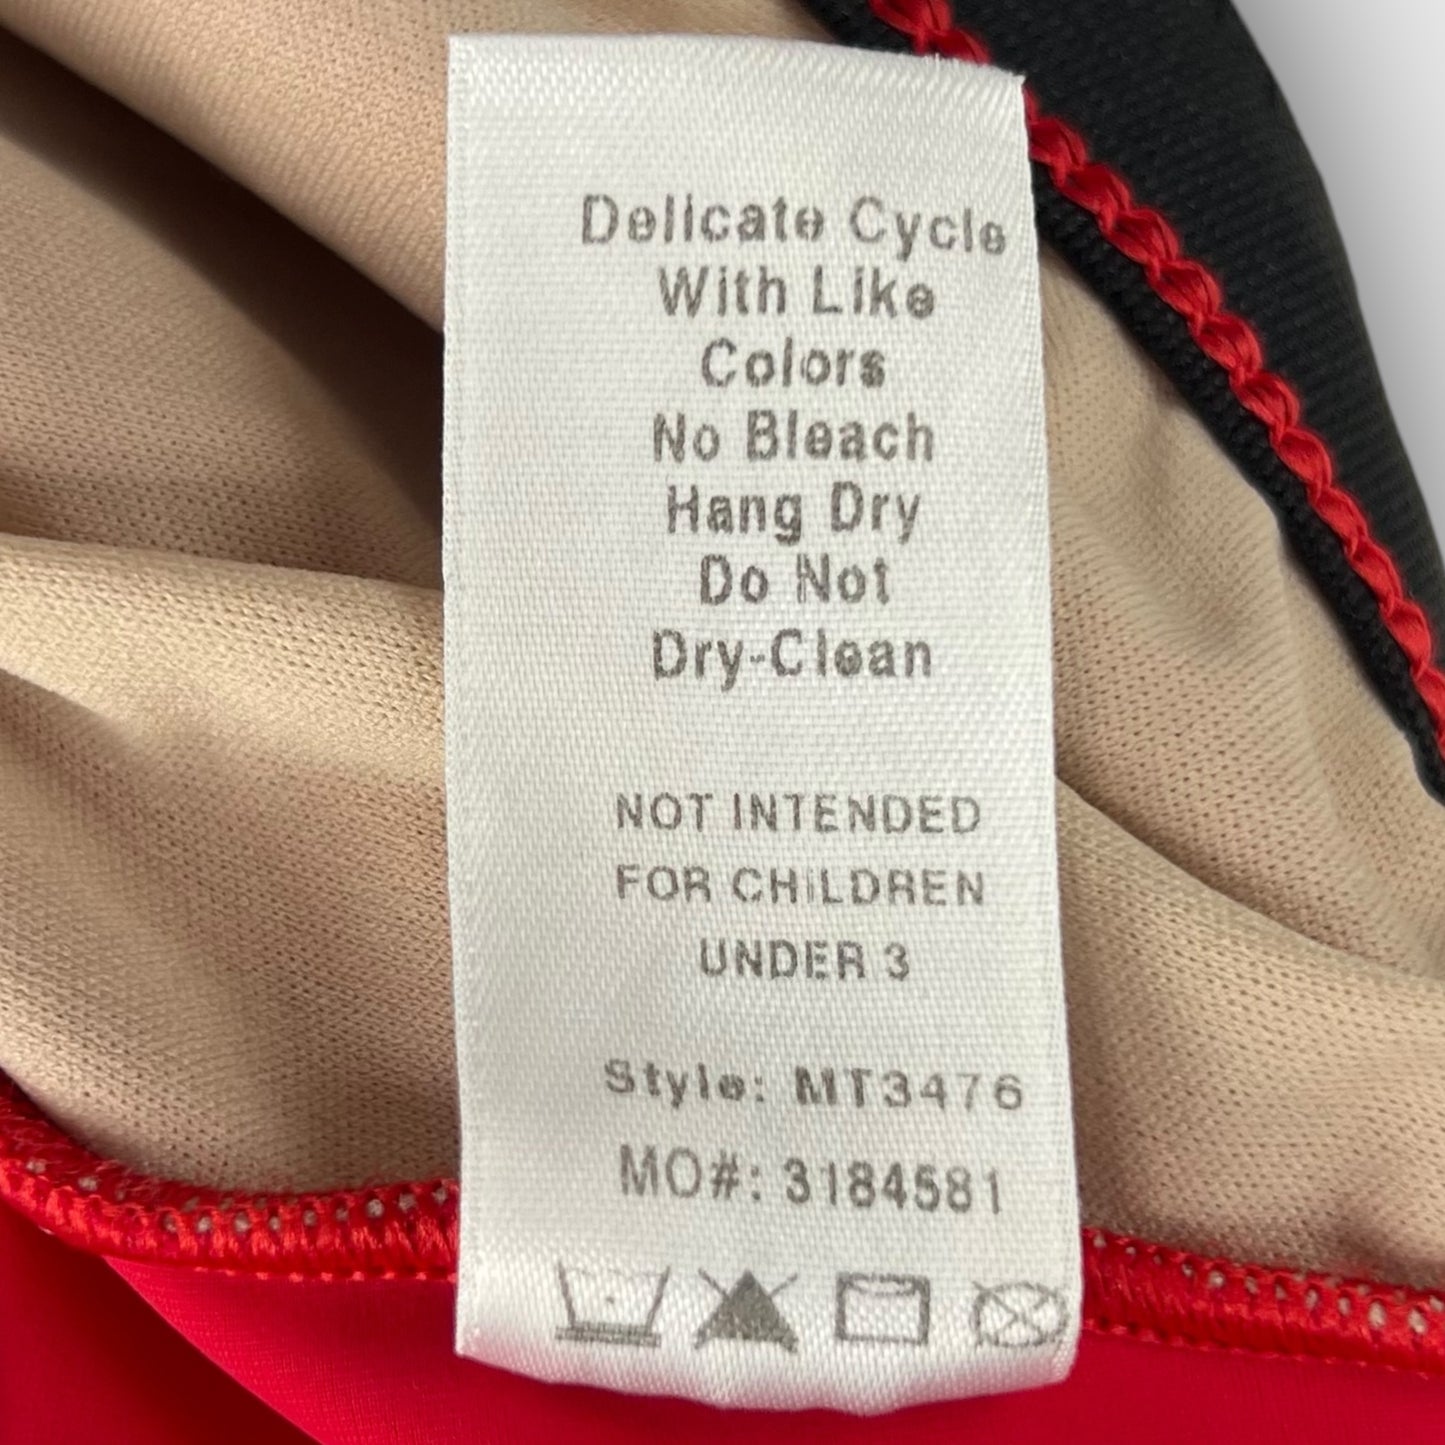 Delicate Cycle
With Like
Colors
No Bleach
Hang Dry
Do Not
Dry-Clean
NOT INTENDED
FOR CHILDREN
UNDER 3
Style: MT3476
MO#: 3184581